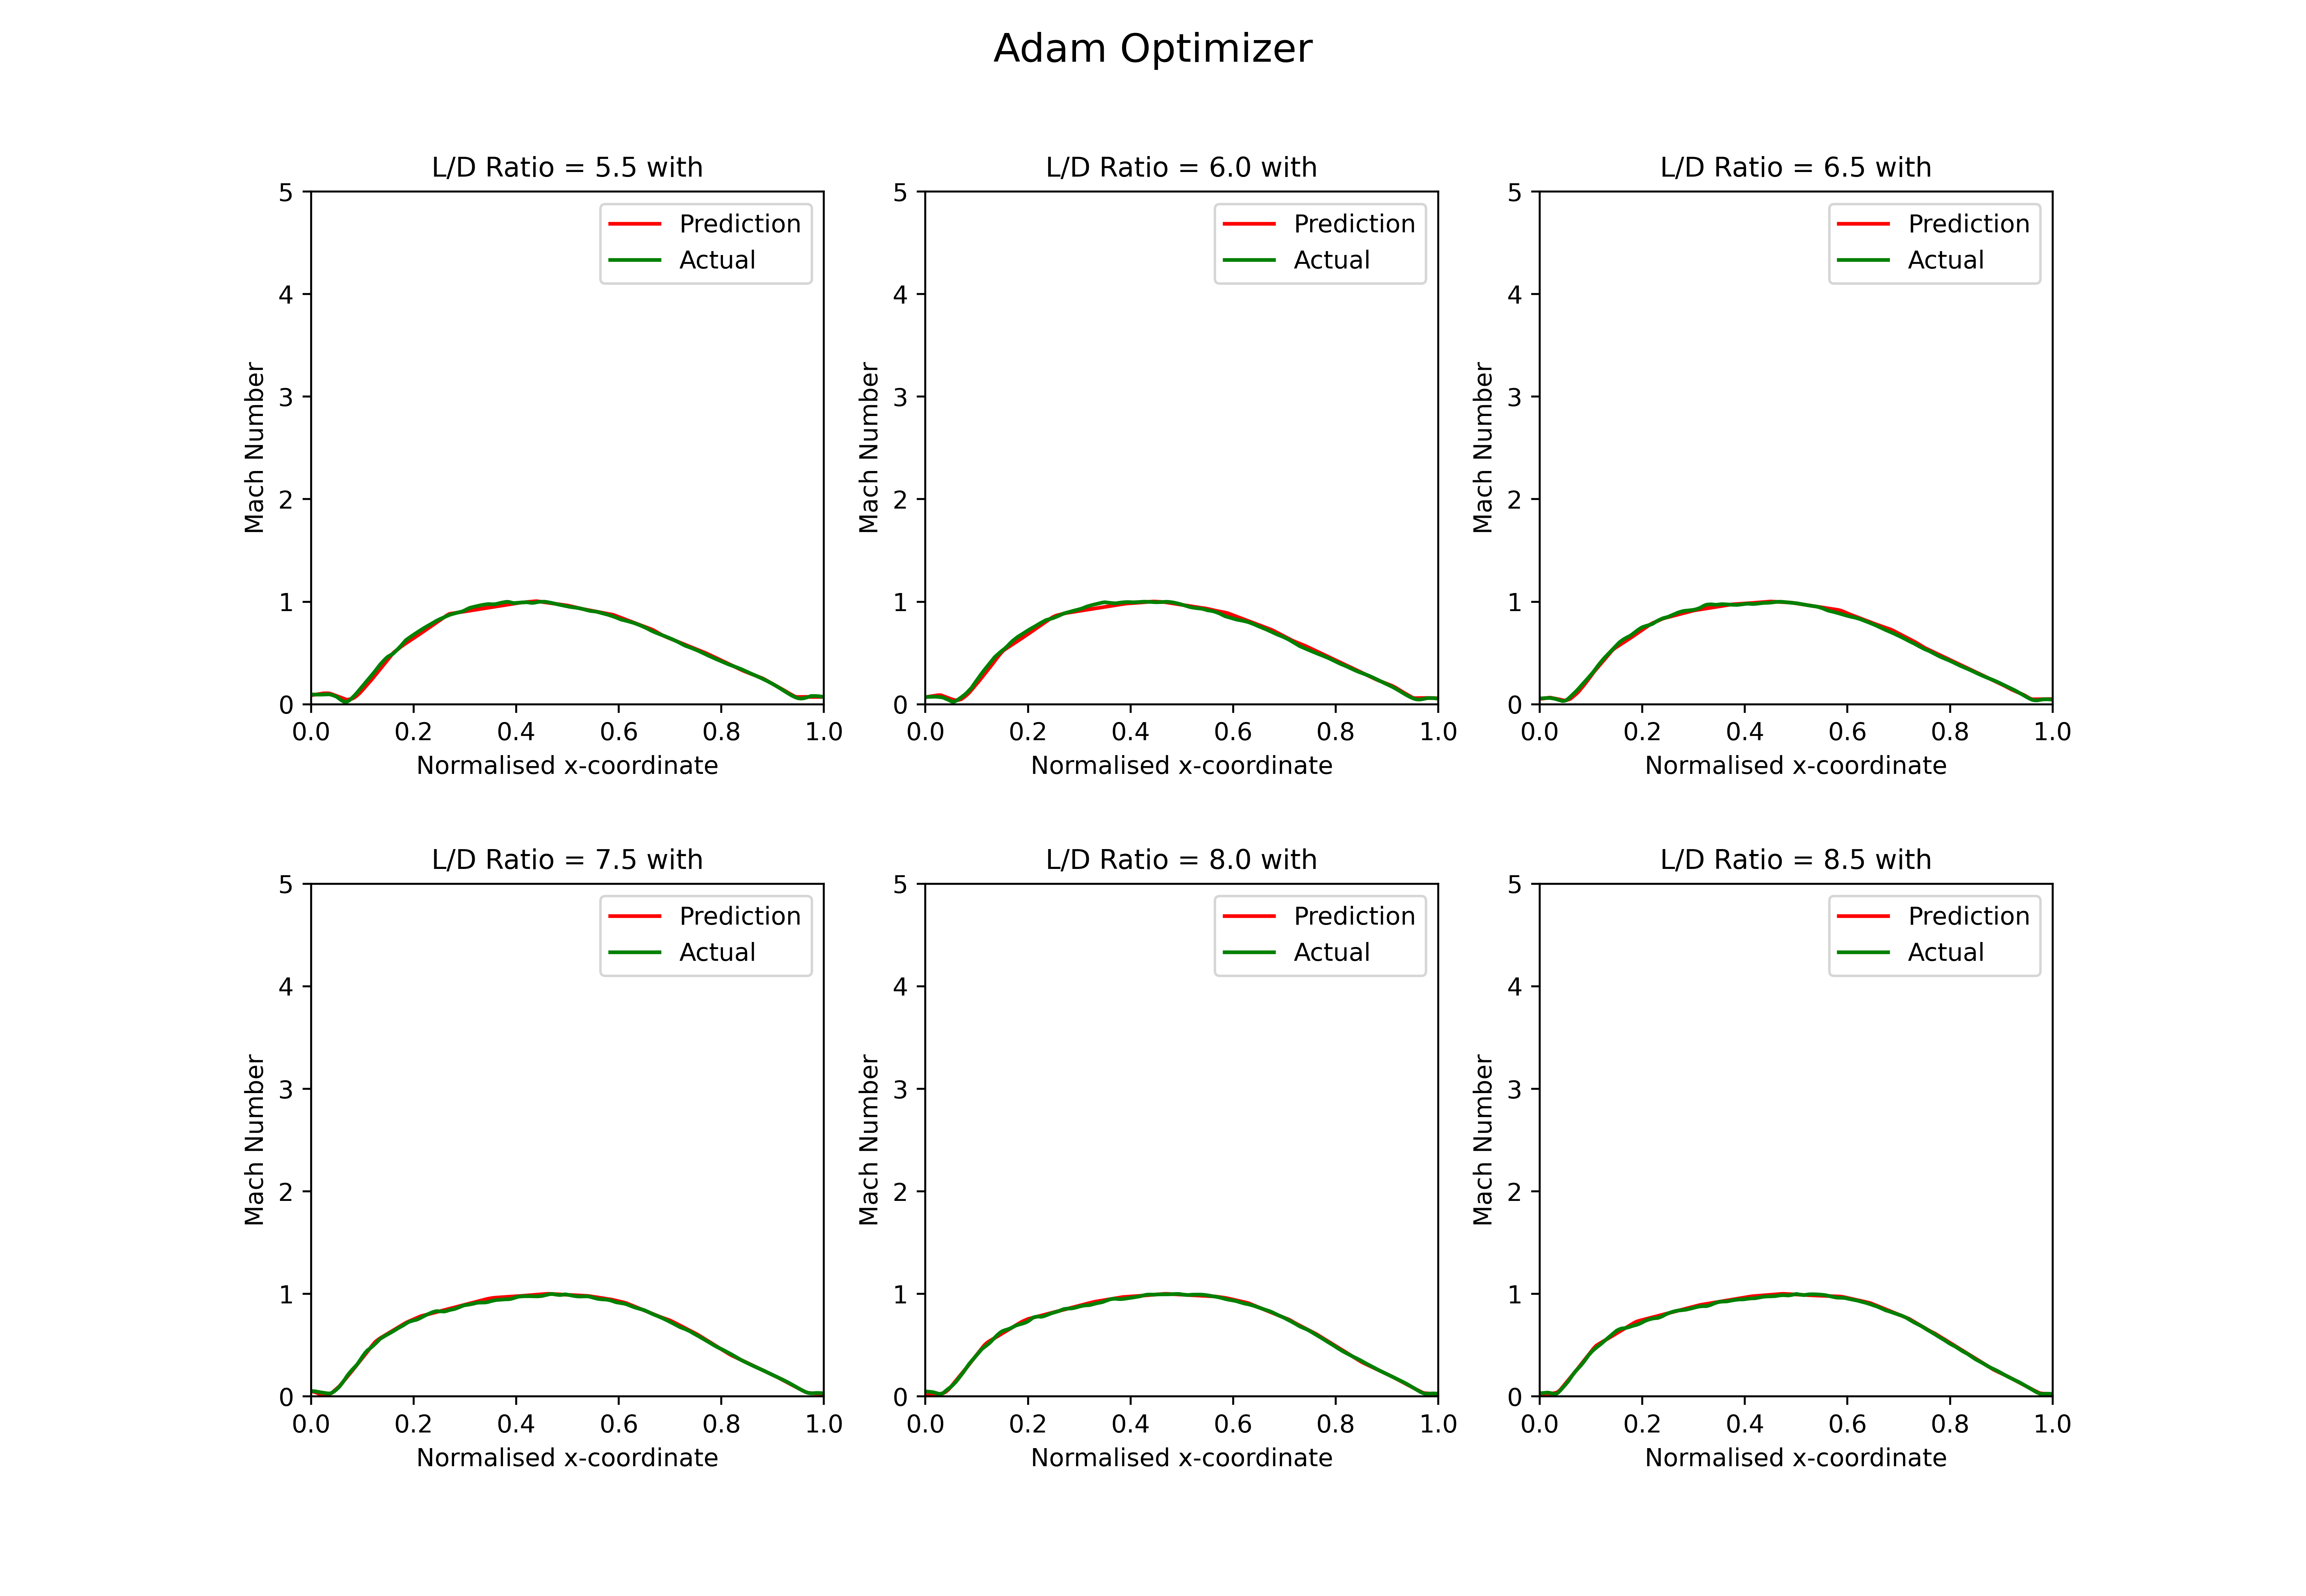 Adam Optimizer
L/D Ratio = 5.5 with
5
4
3
2
1
0
Mach Number
Prediction
Actual
0.0 0.2 0.4 0.6 0.8 1.0
Normalised x-coordinate
L/D Ratio = 6.0 with
5
4
3
2
1
0
Mach Number
Prediction
Actual
0.0 0.2 0.4 0.6 0.8 1.0
Normalised x-coordinate
L/D Ratio = 6.5 with
5
4
3
2
1
0
Mach Number
Prediction
Actual
0.0 0.2 0.4 0.6 0.8 1.0
Normalised x-coordinate
L/D Ratio = 7.5 with
5
4
3
2
1
0
Mach Number
Prediction
Actual
0.0 0.2 0.4 0.6 0.8 1.0
Normalised x-coordinate
L/D Ratio = 8.0 with
5
4
3
2
1
0
Mach Number
Prediction
Actual
0.0 0.2 0.4 0.6 0.8 1.0
Normalised x-coordinate
L/D Ratio = 8.5 with
5
4
3
2
1
0
Mach Number
Prediction
Actual
0.0 0.2 0.4 0.6 0.8 1.0
Normalised x-coordinate